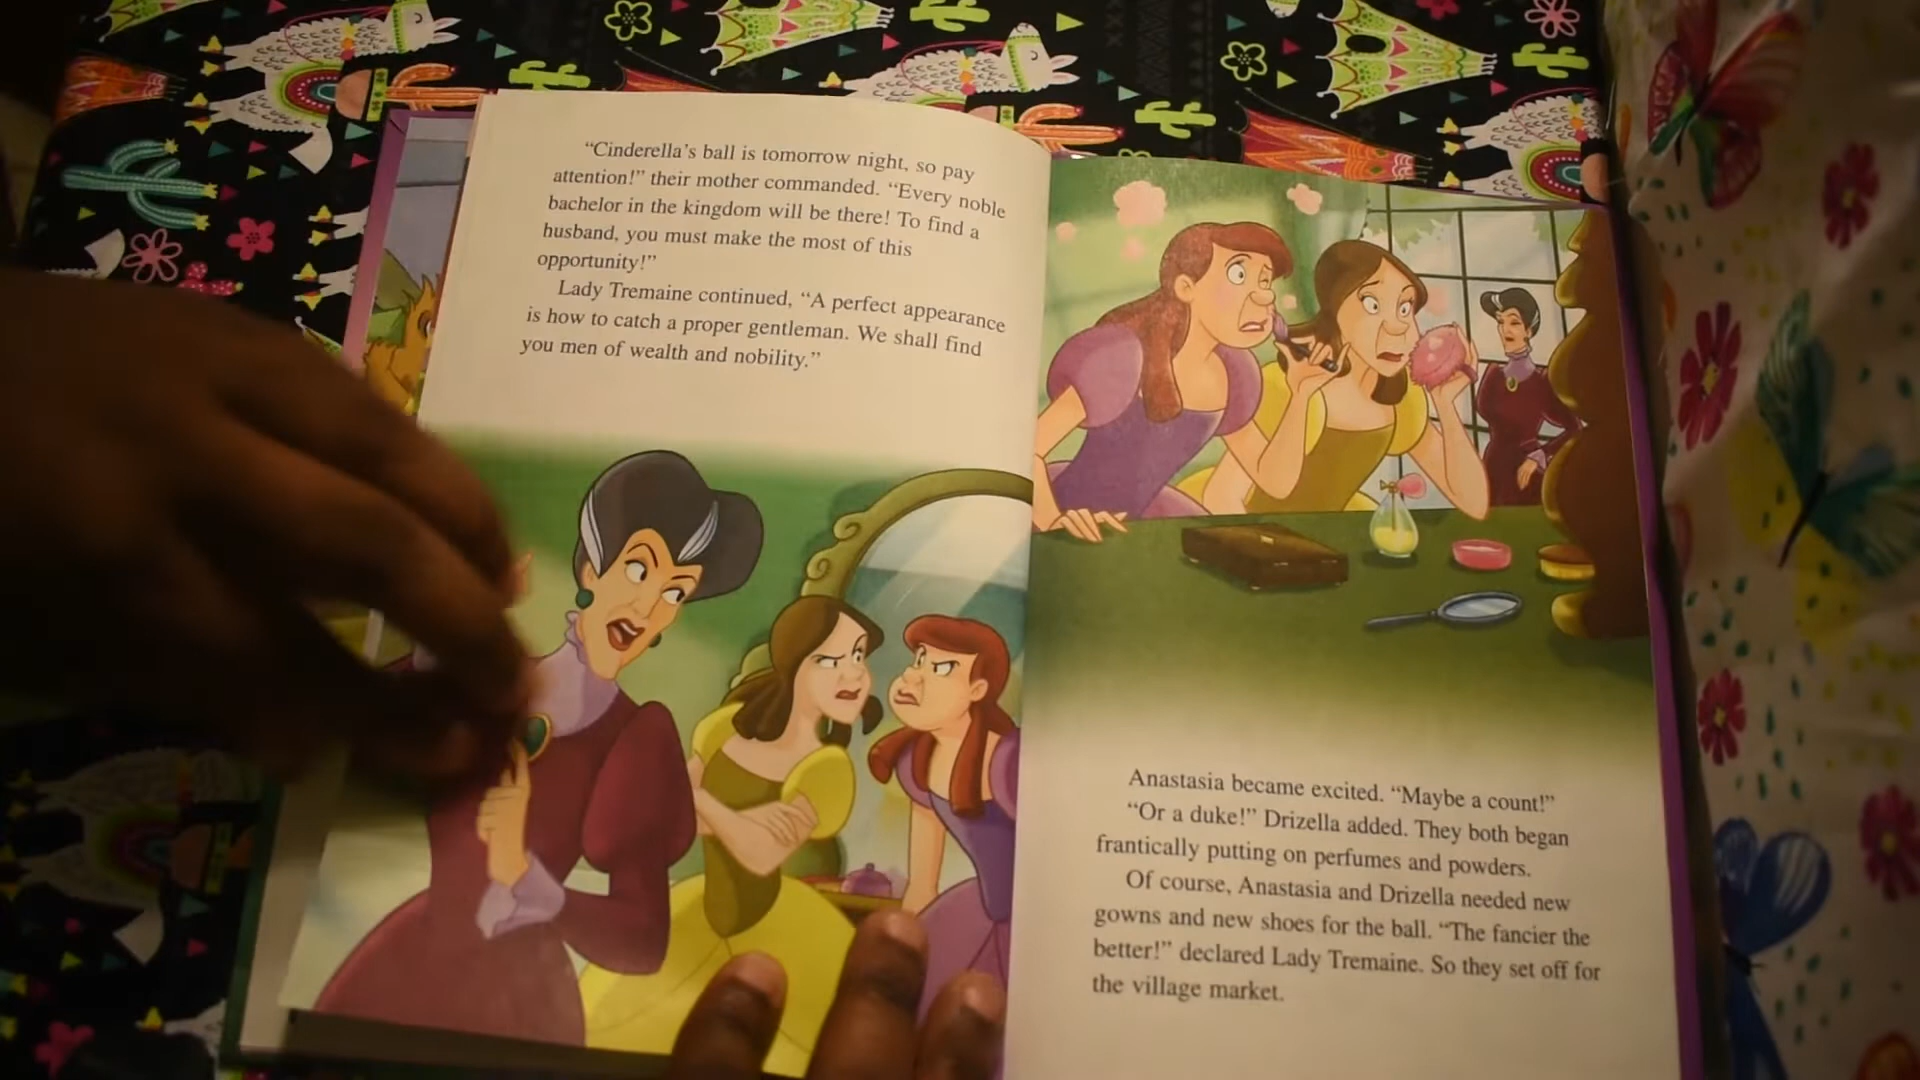 “Cinderella’s ball is tomorrow night, so pay
attention!” their mother commanded. “Every noble
bachelor in the kingdom will be there! To find a
husband, you must make the most of this
opportunity!”
Lady Tremaine continued, “A perfect appearance
is how to catch a proper gentleman. We shall find
you men of wealth and nobility.”
Anastasia became excited. “Maybe a count!”
“Or a duke!” Drizella added. They both began
frantically putting on perfumes and powders.
Of course, Anastasia and Drizella needed new
gowns and new shoes for the ball. “The fancier the
better!” declared Lady Tremaine. So they set off for
the village market.